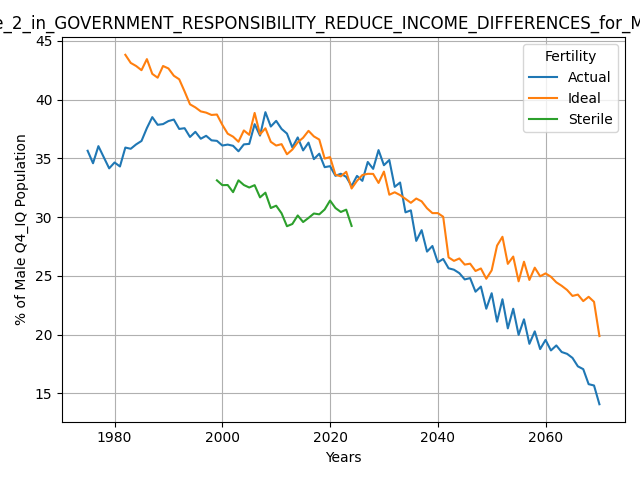 _2_in_GOVERNMENT_RESPONSIBILITY_REDUCE_INCOME_DIFFERENCES_for_M
Fertility
Actual
Ideal
Sterile
% of Male Q4_IQ Population
45
40
35
30
25
20
15
1980
2000
2020
2040
2060
Years